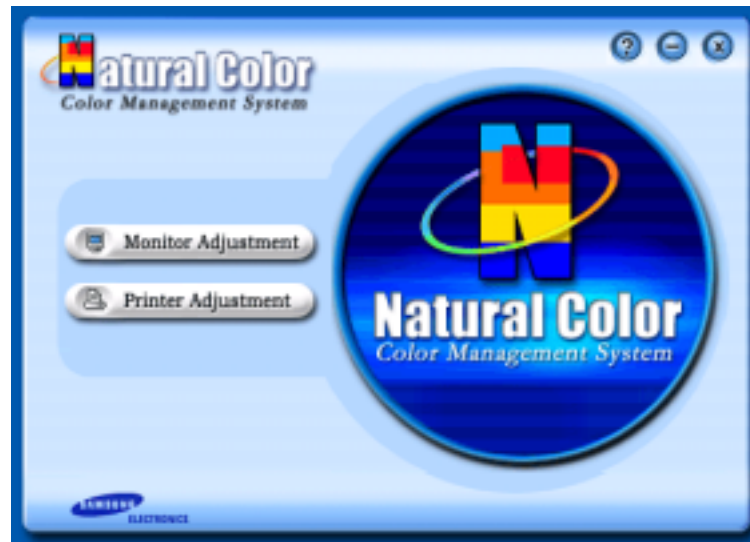 Natural Color
Color Management System
?
Monitor Adjustment
Printer Adjustment
N
Natural Color
Color Management System
SAMSUNG
ELECTRONICS